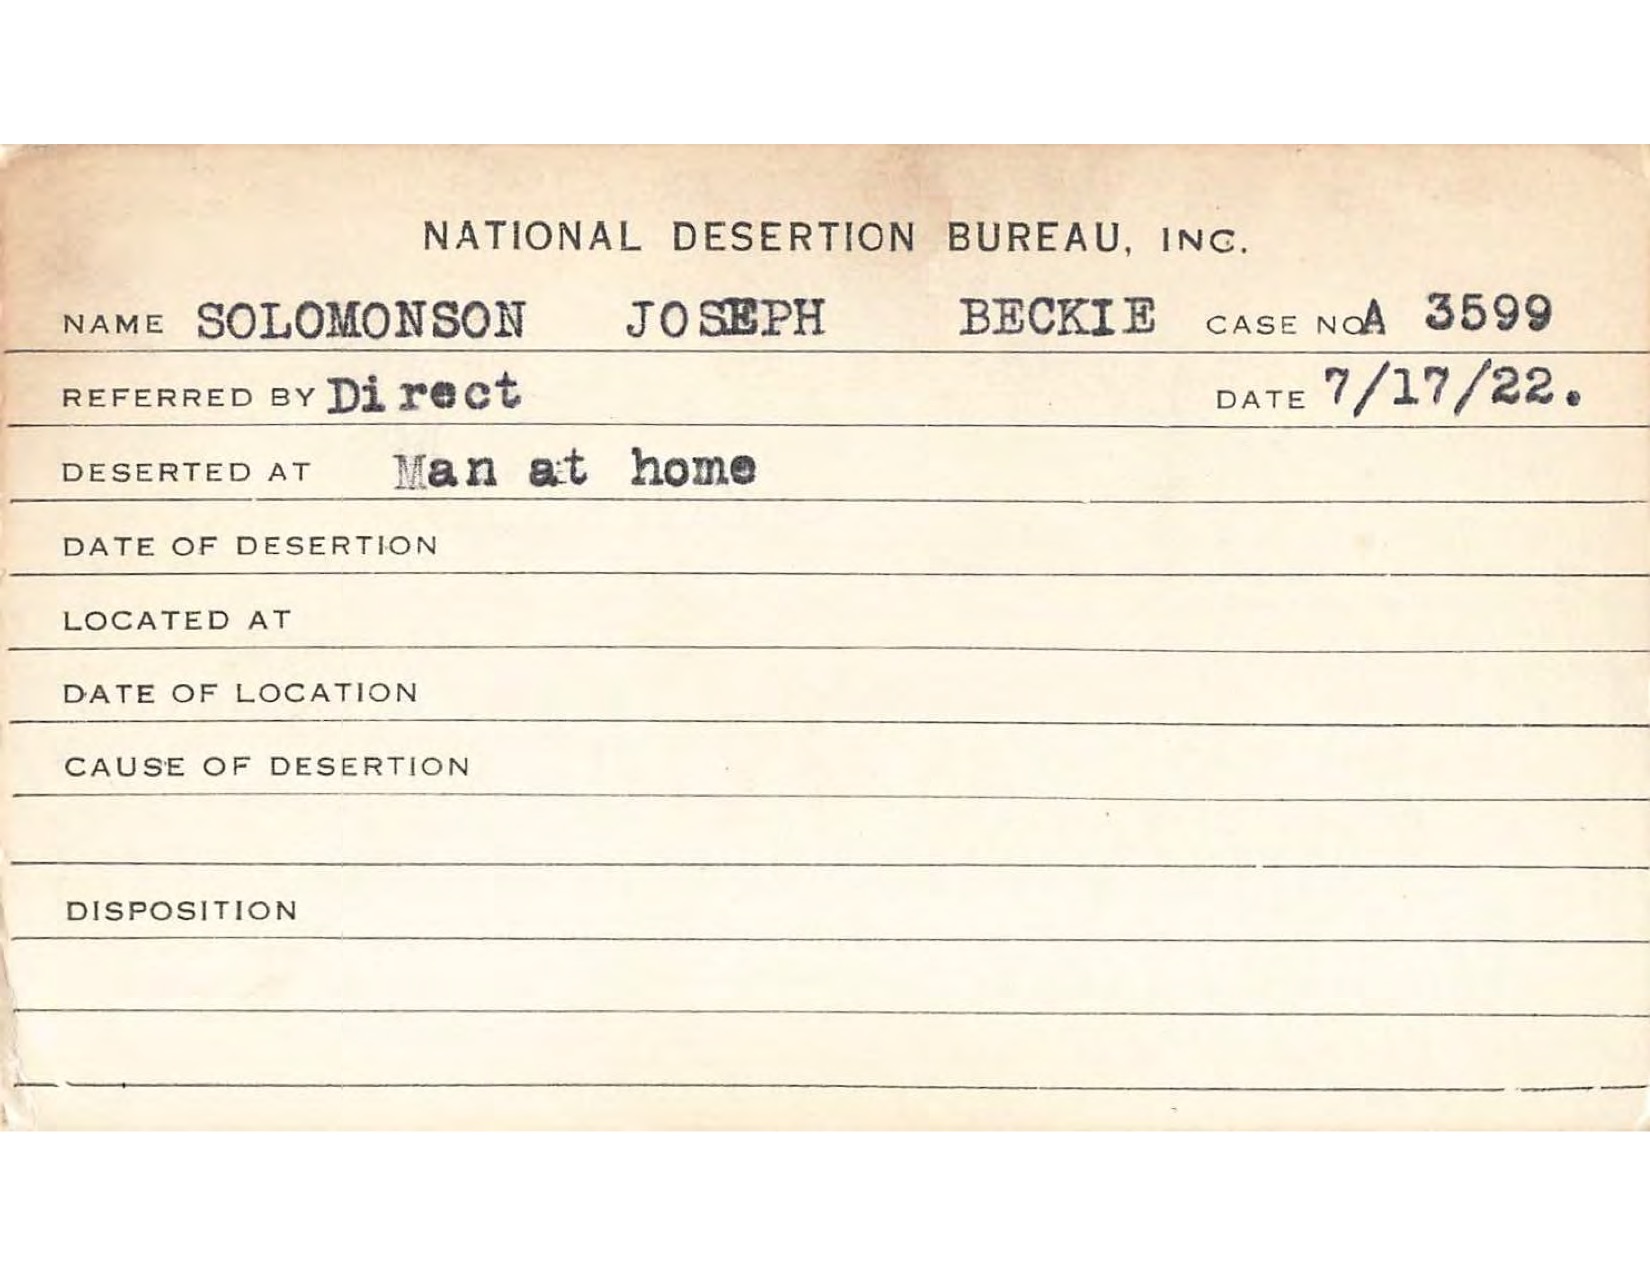 NATIONAL DESERTION BUREAU, INC.
NAME SOLOMONSON JOSEPH BECKIE CASE NO. A 3599
REFERRED BY Direct DATE 7/17/22.
DESERTED AT Man at home
DATE OF DESERTION
LOCATED AT
DATE OF LOCATION
CAUSE OF DESERTION
DISPOSITION